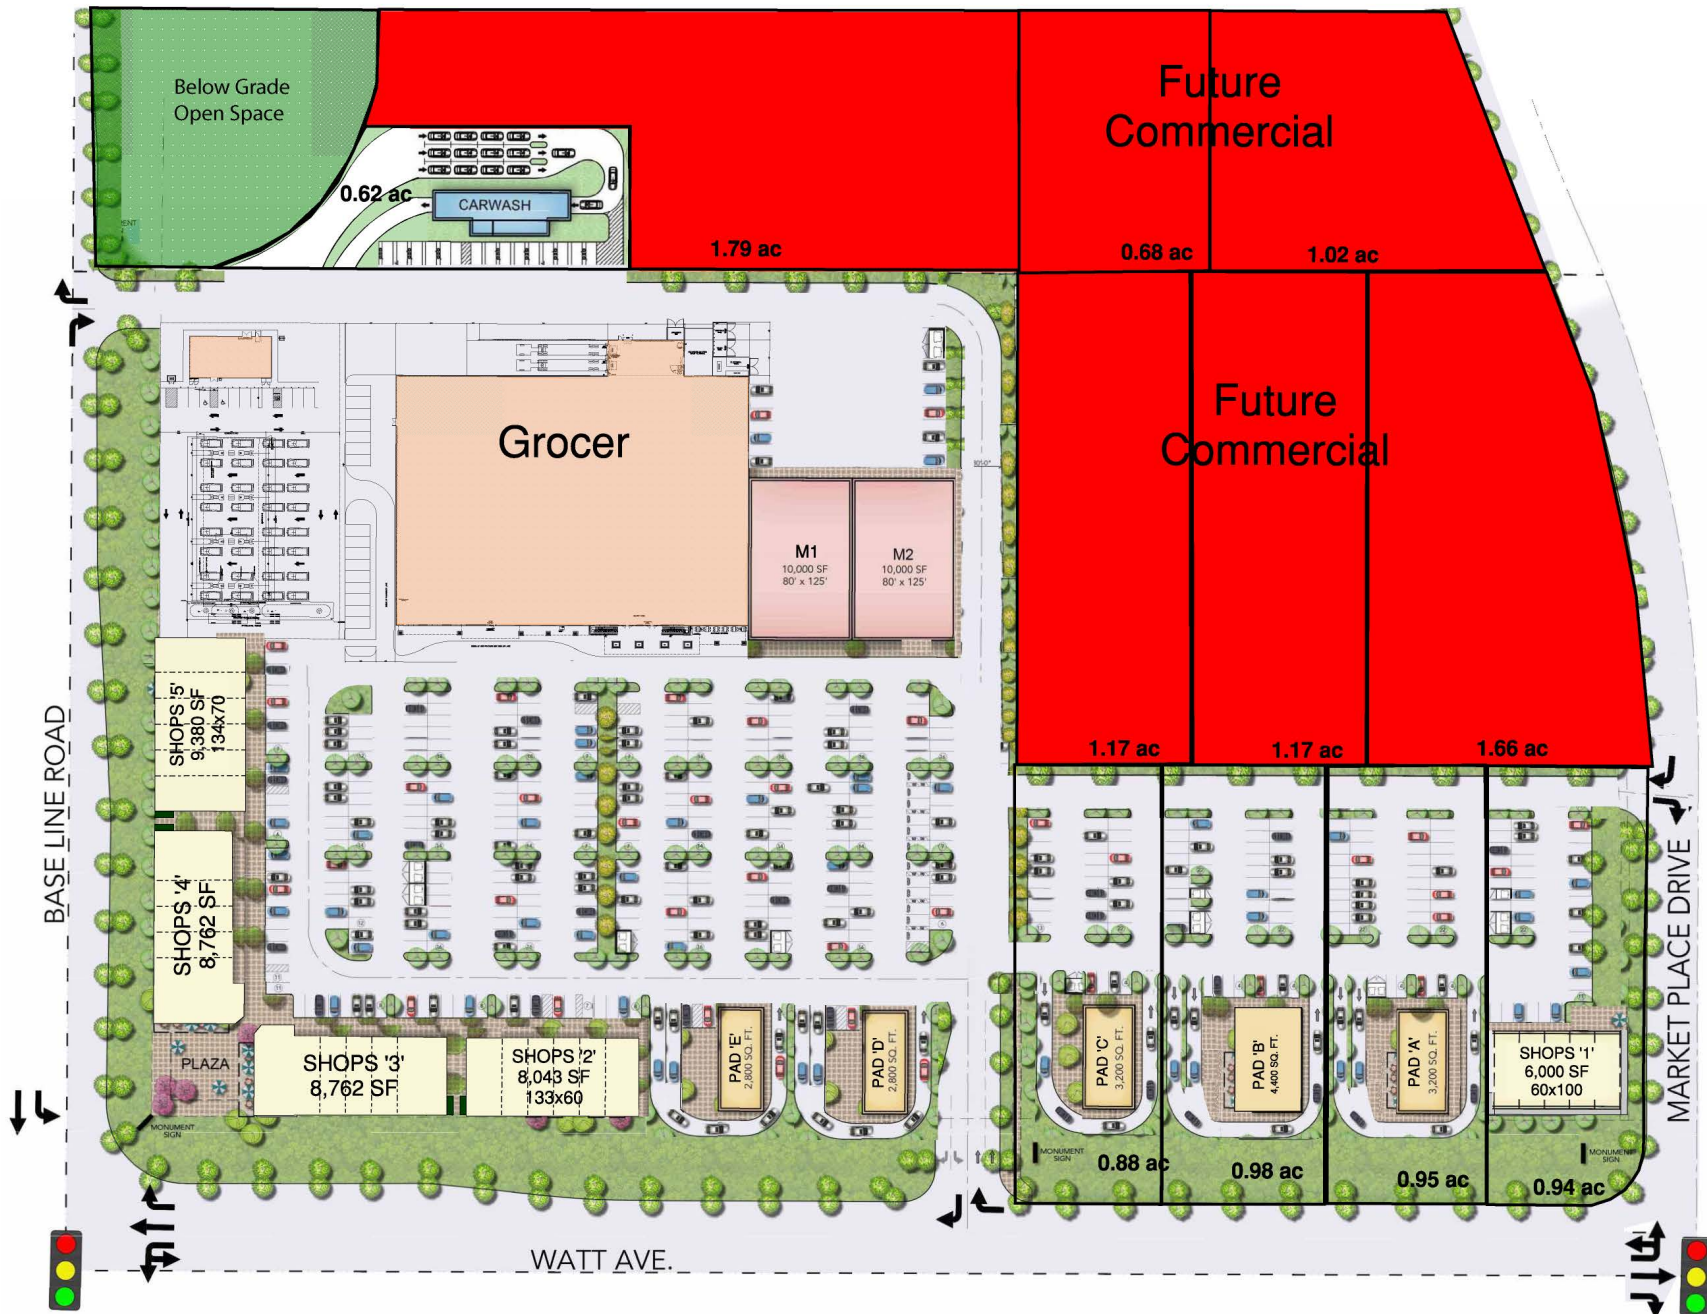 Below Grade
Open Space
Future
Commercial
0.62 ac
CARWASH
1.79 ac
0.68 ac
1.02 ac
Grocer
Future
Commercial
M1
10,000 SF
80' x 125'
M2
10,000 SF
80' x 125'
BASE LINE ROAD
SHOPS '5'
9,380 SF
134x70
1.17 ac
1.17 ac
1.66 ac
SHOPS '4'
8,762 SF
MARKET PLACE DRIVE
PLAZA
SHOPS '3'
8,762 SF
SHOPS '2'
8,043 SF
133x60
PAD 'E'
2,800 SQ. FT.
PAD 'D'
2,800 SQ. FT.
PAD 'C'
3,200 SQ. FT.
PAD 'B'
4,400 SQ. FT.
PAD 'A'
3,200 SQ. FT.
SHOPS '1'
6,000 SF
60x100
MONUMENT
SIGN
MONUMENT
SIGN
MONUMENT
SIGN
0.88 ac
0.98 ac
0.95 ac
0.94 ac
WATT AVE.